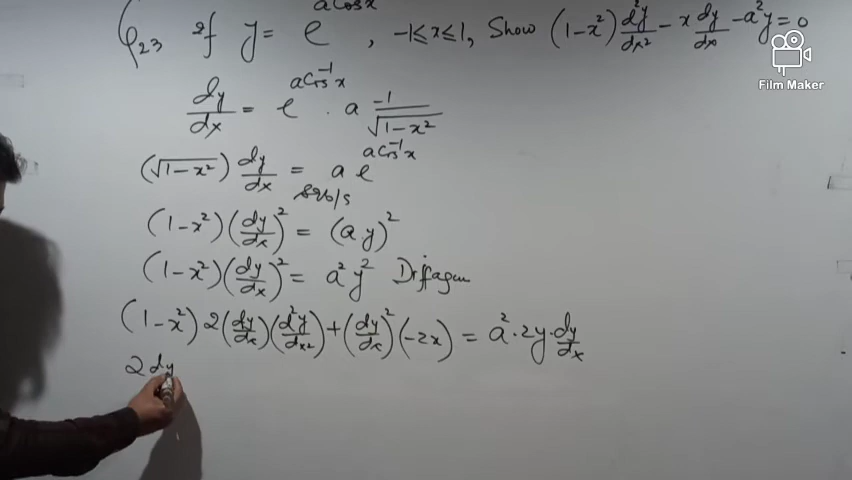 Q23 If y = e^(a cos⁻¹x), -1≤x≤1, Show (1-x²) d²y/dx² - x dy/dx - a²y = 0
Film Maker
dy/dx = e^(a cos⁻¹x) . a -1/√(1-x²)
(√(1-x²)) dy/dx = a e^(a cos⁻¹x)
(1-x²)(dy/dx)² = (a.y)²
(1-x²)(dy/dx)² = a²y² Diff agan
(1-x²) 2(dy/dx)(d²y/dx²) + (dy/dx)² (-2x) = a²·2y·dy/dx
2 dy